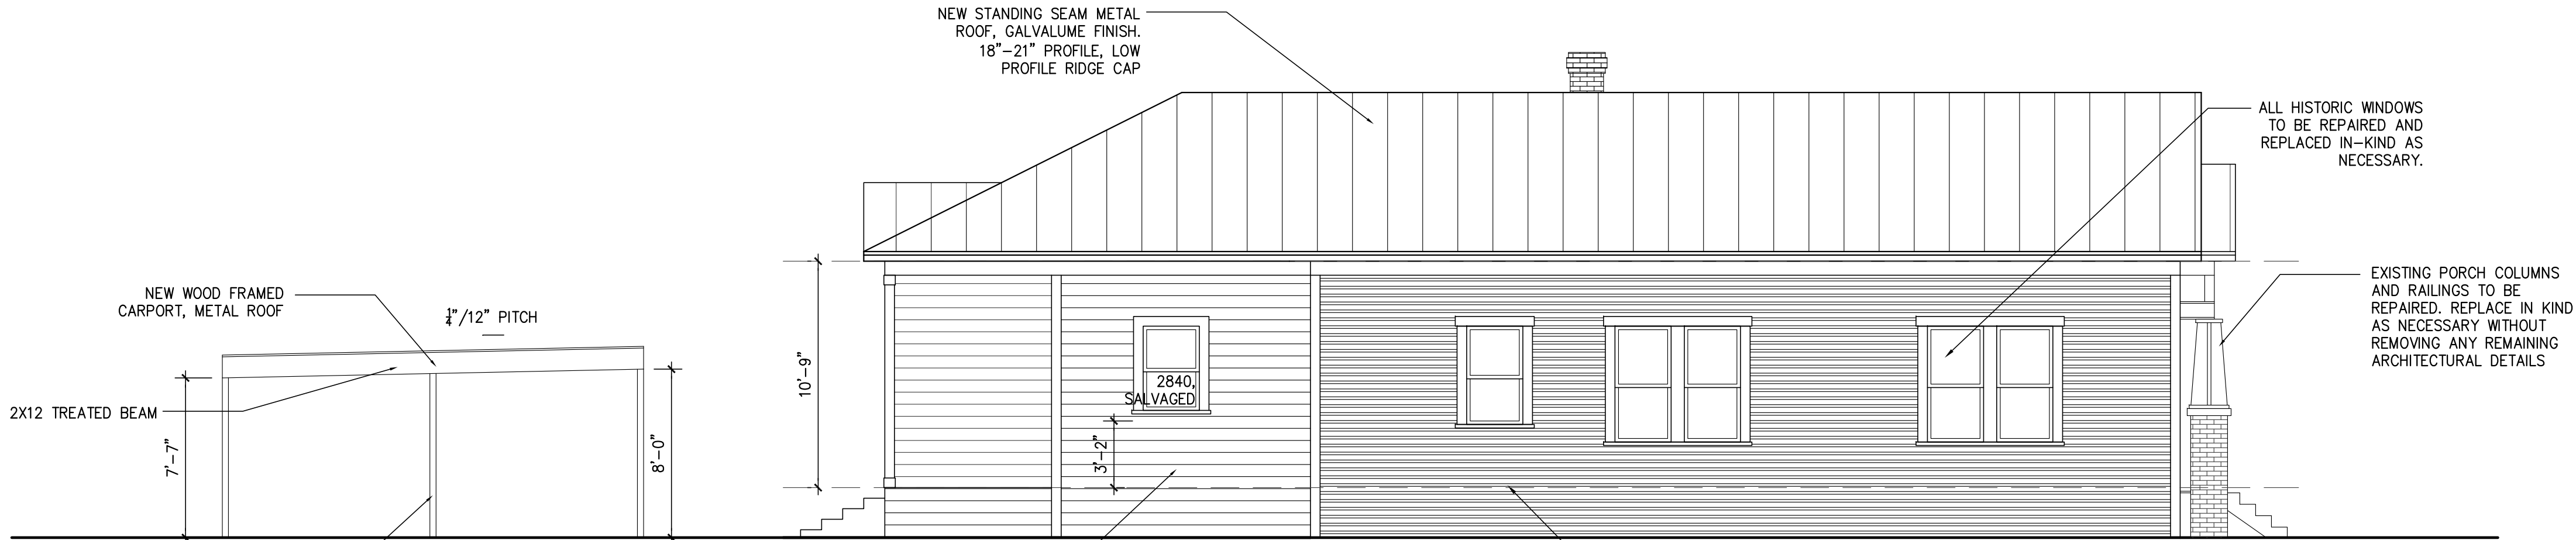 NEW STANDING SEAM METAL
ROOF, GALVALUME FINISH.
18"-21" PROFILE, LOW
PROFILE RIDGE CAP
ALL HISTORIC WINDOWS
TO BE REPAIRED AND
REPLACED IN-KIND AS
NECESSARY.
EXISTING PORCH COLUMNS
AND RAILINGS TO BE
REPAIRED. REPLACE IN KIND
AS NECESSARY WITHOUT
REMOVING ANY REMAINING
ARCHITECTURAL DETAILS
NEW WOOD FRAMED
CARPORT, METAL ROOF
1/4"/12" PITCH
2X12 TREATED BEAM
7'-7"
8'-0"
10'-9"
2840,
SALVAGED
3'-2"